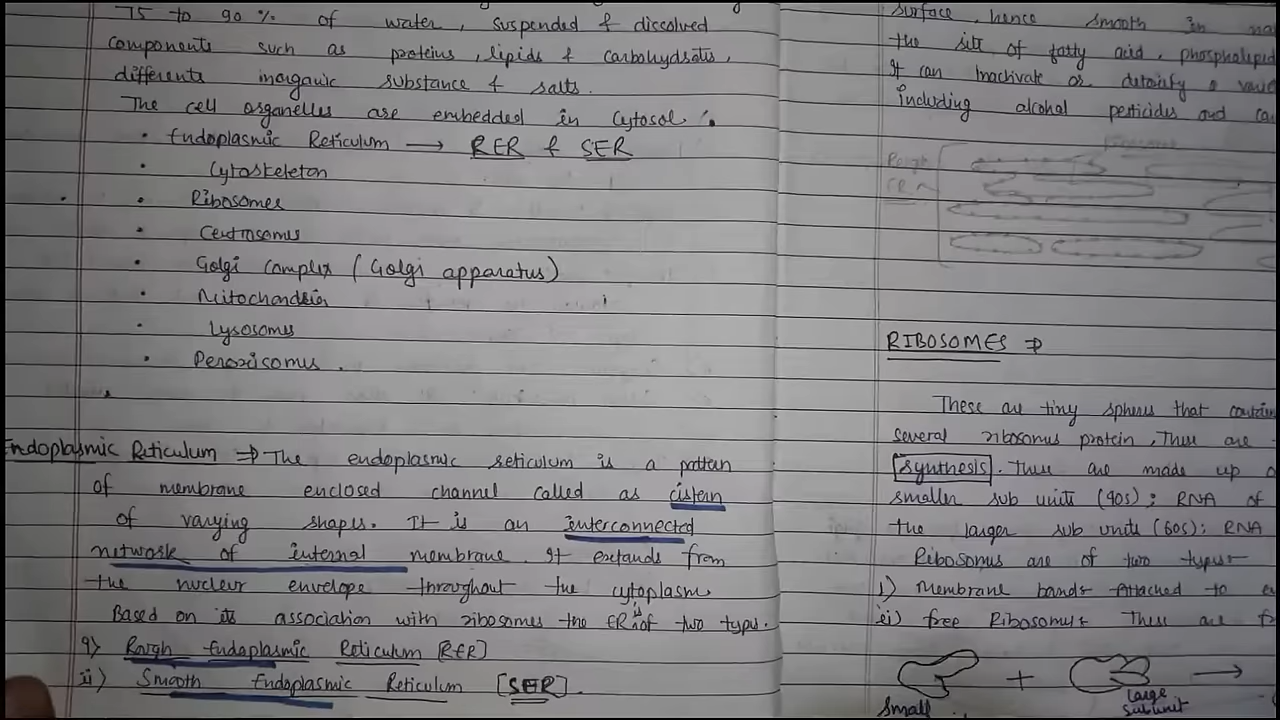 75 to 90% of water, suspended & dissolved
components such as proteins, lipids & carbohydrats,
differents inorganic substance & salts.
The cell organelles are embedded in cytosol :
• Endoplasmic Reticulum → RER & SER
• Cytoskeleton
• Ribosomes
• Centrosomes
• Golgi complex (Golgi apparatus)
• Mitochondria
• Lysosomes
• Peroxisomes.
Endoplasmic Reticulum ⇒ The endoplasmic reticulum is a pattern
of membrane enclosed channel called as cistern
of varying shapes. It is an interconnected
network of internal membrane. It extands from
the nuclear envelope throughout the cytoplasm
Based on its association with ribosomes the ER is of two types.
i) Rough Endoplasmic Reticulum [RER]
ii) Smooth Endoplasmic Reticulum [SER].
surface, hence smooth in
the site of fatty acid, phospholipid
It can inactivate or detoxify a
including alcohal pesticides and
Rough
ER
RIBOSOMES ⇒
These are tiny spheres that
several ribosomes protein, These are
[synthesis]. These are made up
smaller sub units (40s); RNA of
the larger sub units (60s); RNA
Ribosomes are of two types
i) Membrane bands Attached to
ii) free Ribosomes These are
+ →
Small
Large
Subunit